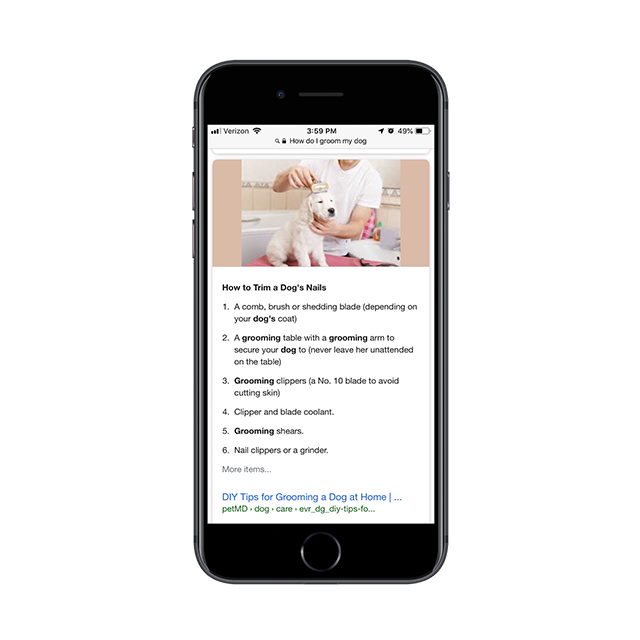 Verizon 3:59 PM 49%
How do I groom my dog
How to Trim a Dog's Nails
1. A comb, brush or shedding blade (depending on
your dog's coat)
2. A grooming table with a grooming arm to
secure your dog to (never leave her unattended
on the table)
3. Grooming clippers (a No. 10 blade to avoid
cutting skin)
4. Clipper and blade coolant.
5. Grooming shears.
6. Nail clippers or a grinder.
More items...
DIY Tips for Grooming a Dog at Home | ...
petMD › dog › care › evr_dg_diy-tips-fo...